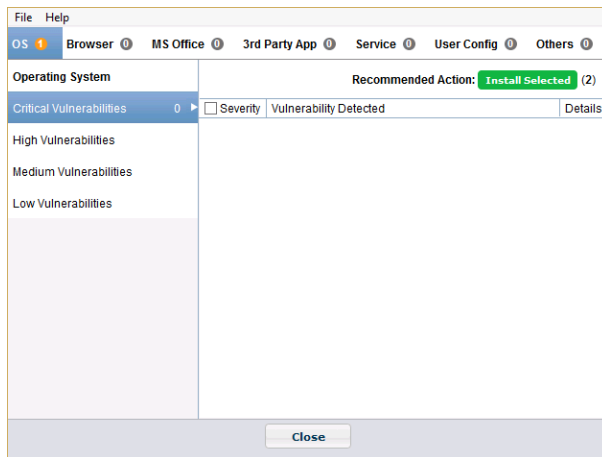 File Help
OS 1 Browser 0 MS Office 0 3rd Party App 0 Service 0 User Config 0 Others 0
Operating System
Recommended Action: Install Selected (2)
Critical Vulnerabilities 0
Severity Vulnerability Detected Details
High Vulnerabilities
Medium Vulnerabilities
Low Vulnerabilities
Close